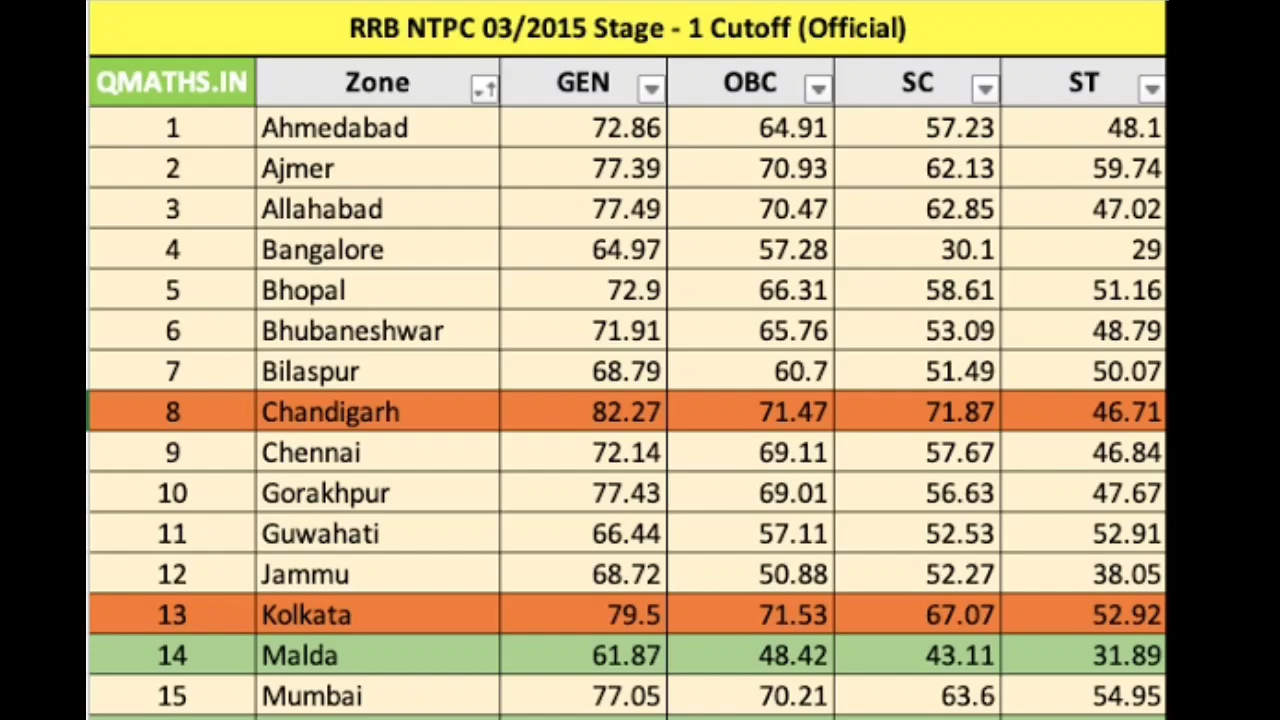 RRB NTPC 03/2015 Stage - 1 Cutoff (Official)
QMATHS.IN Zone GEN OBC SC ST
1 Ahmedabad 72.86 64.91 57.23 48.1
2 Ajmer 77.39 70.93 62.13 59.74
3 Allahabad 77.49 70.47 62.85 47.02
4 Bangalore 64.97 57.28 30.1 29
5 Bhopal 72.9 66.31 58.61 51.16
6 Bhubaneshwar 71.91 65.76 53.09 48.79
7 Bilaspur 68.79 60.7 51.49 50.07
8 Chandigarh 82.27 71.47 71.87 46.71
9 Chennai 72.14 69.11 57.67 46.84
10 Gorakhpur 77.43 69.01 56.63 47.67
11 Guwahati 66.44 57.11 52.53 52.91
12 Jammu 68.72 50.88 52.27 38.05
13 Kolkata 79.5 71.53 67.07 52.92
14 Malda 61.87 48.42 43.11 31.89
15 Mumbai 77.05 70.21 63.6 54.95